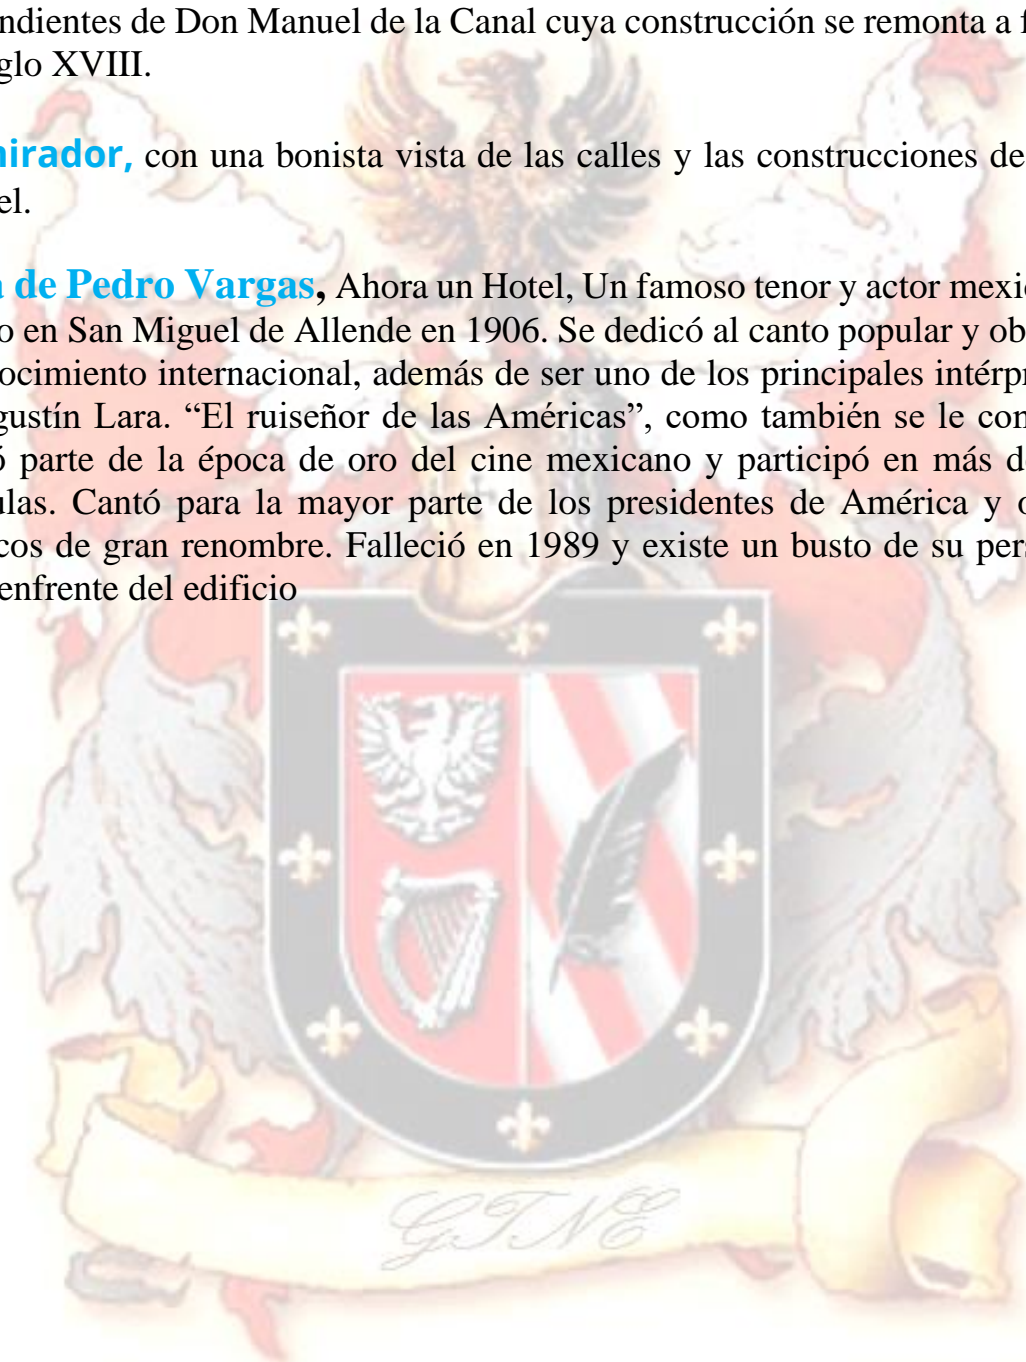 ndientes de Don Manuel de la Canal cuya construcción se remonta a f
glo XVIII.
mirador, con una bonista vista de las calles y las construcciones de
el.
a de Pedro Vargas, Ahora un Hotel, Un famoso tenor y actor mexic
o en San Miguel de Allende en 1906. Se dedicó al canto popular y ob
ocimiento internacional, además de ser uno de los principales intérpr
gustín Lara. “El ruiseñor de las Américas”, como también se le con
ó parte de la época de oro del cine mexicano y participó en más de
ulas. Cantó para la mayor parte de los presidentes de América y o
cos de gran renombre. Falleció en 1989 y existe un busto de su pers
enfrente del edificio
GTNE